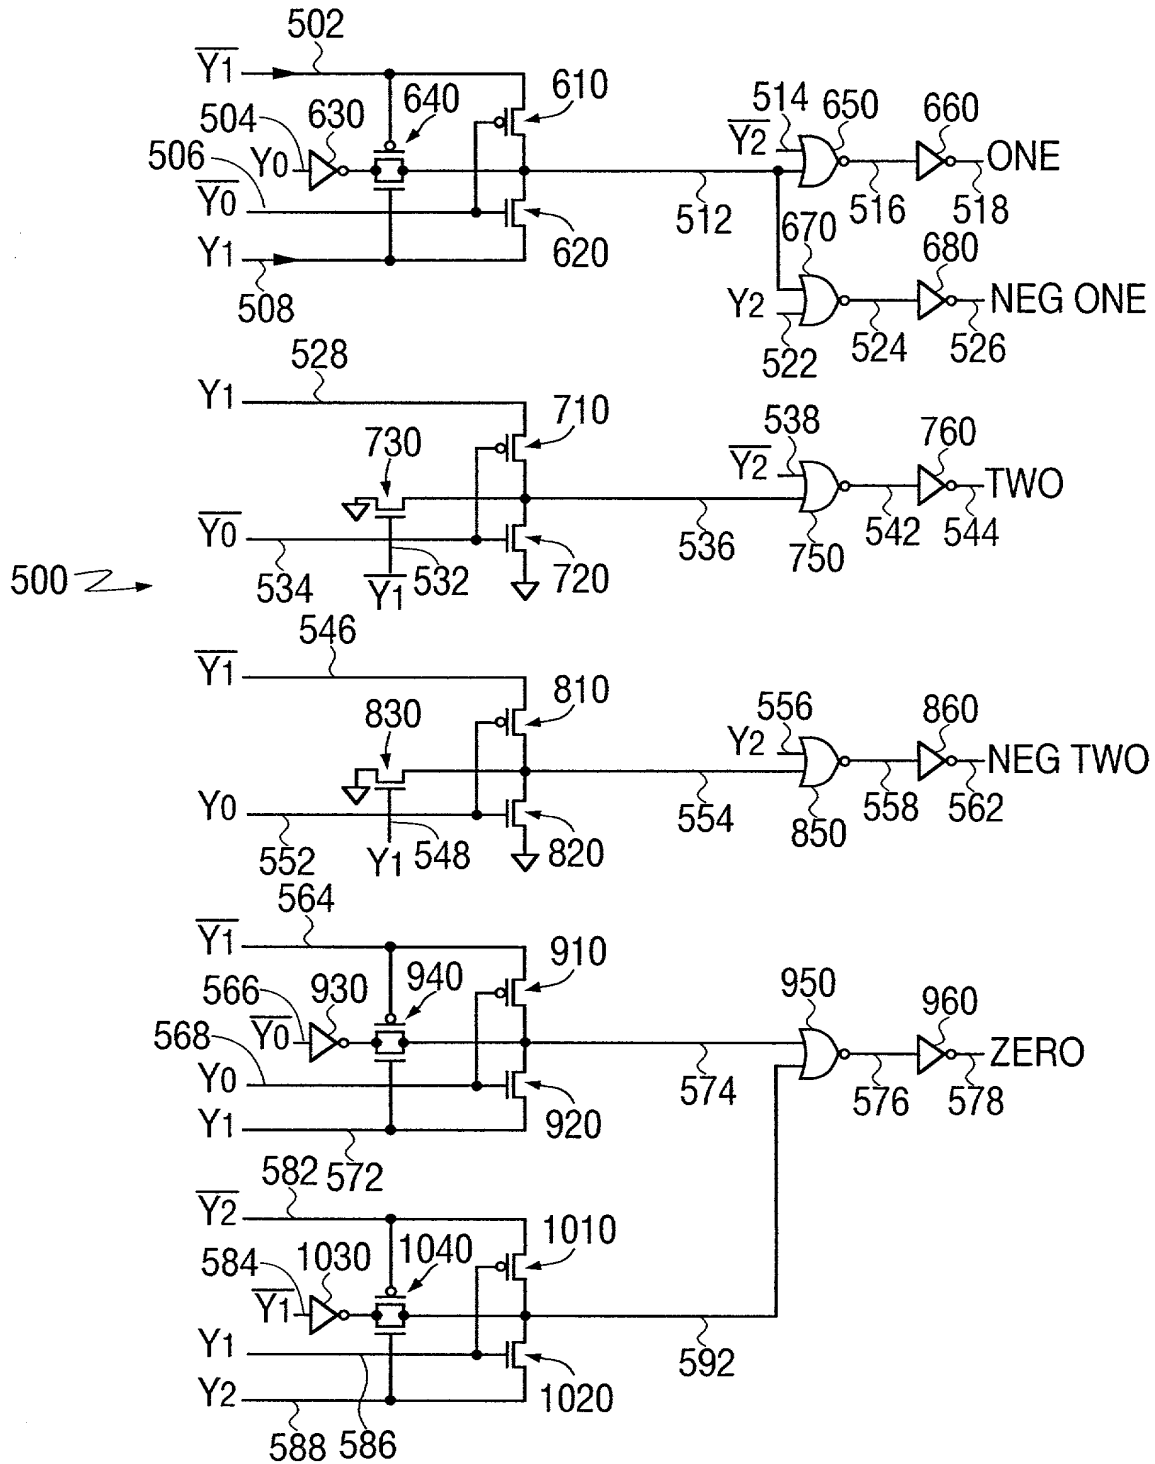 502
Y1
504 630 640 610 514 650 660
506 Y0 Y2 ONE
Y0 512 516 518
Y1 620 670 680
508 Y2 NEG ONE
522 524 526
528
Y1 710 538 760
730 Y2 TWO
Y0 536 542 544
500 534 Y1 532 720 750
546
Y1 810 556 860
830 Y2 NEG TWO
Y0 554 558 562
552 Y1 548 820 850
564
Y1 910 950 960
566 930 940
568 Y0 ZERO
Y0 574 576 578
Y1 920
572
582
Y2 1010
584 1030 1040
Y1
Y1 592
Y2 1020
588 586